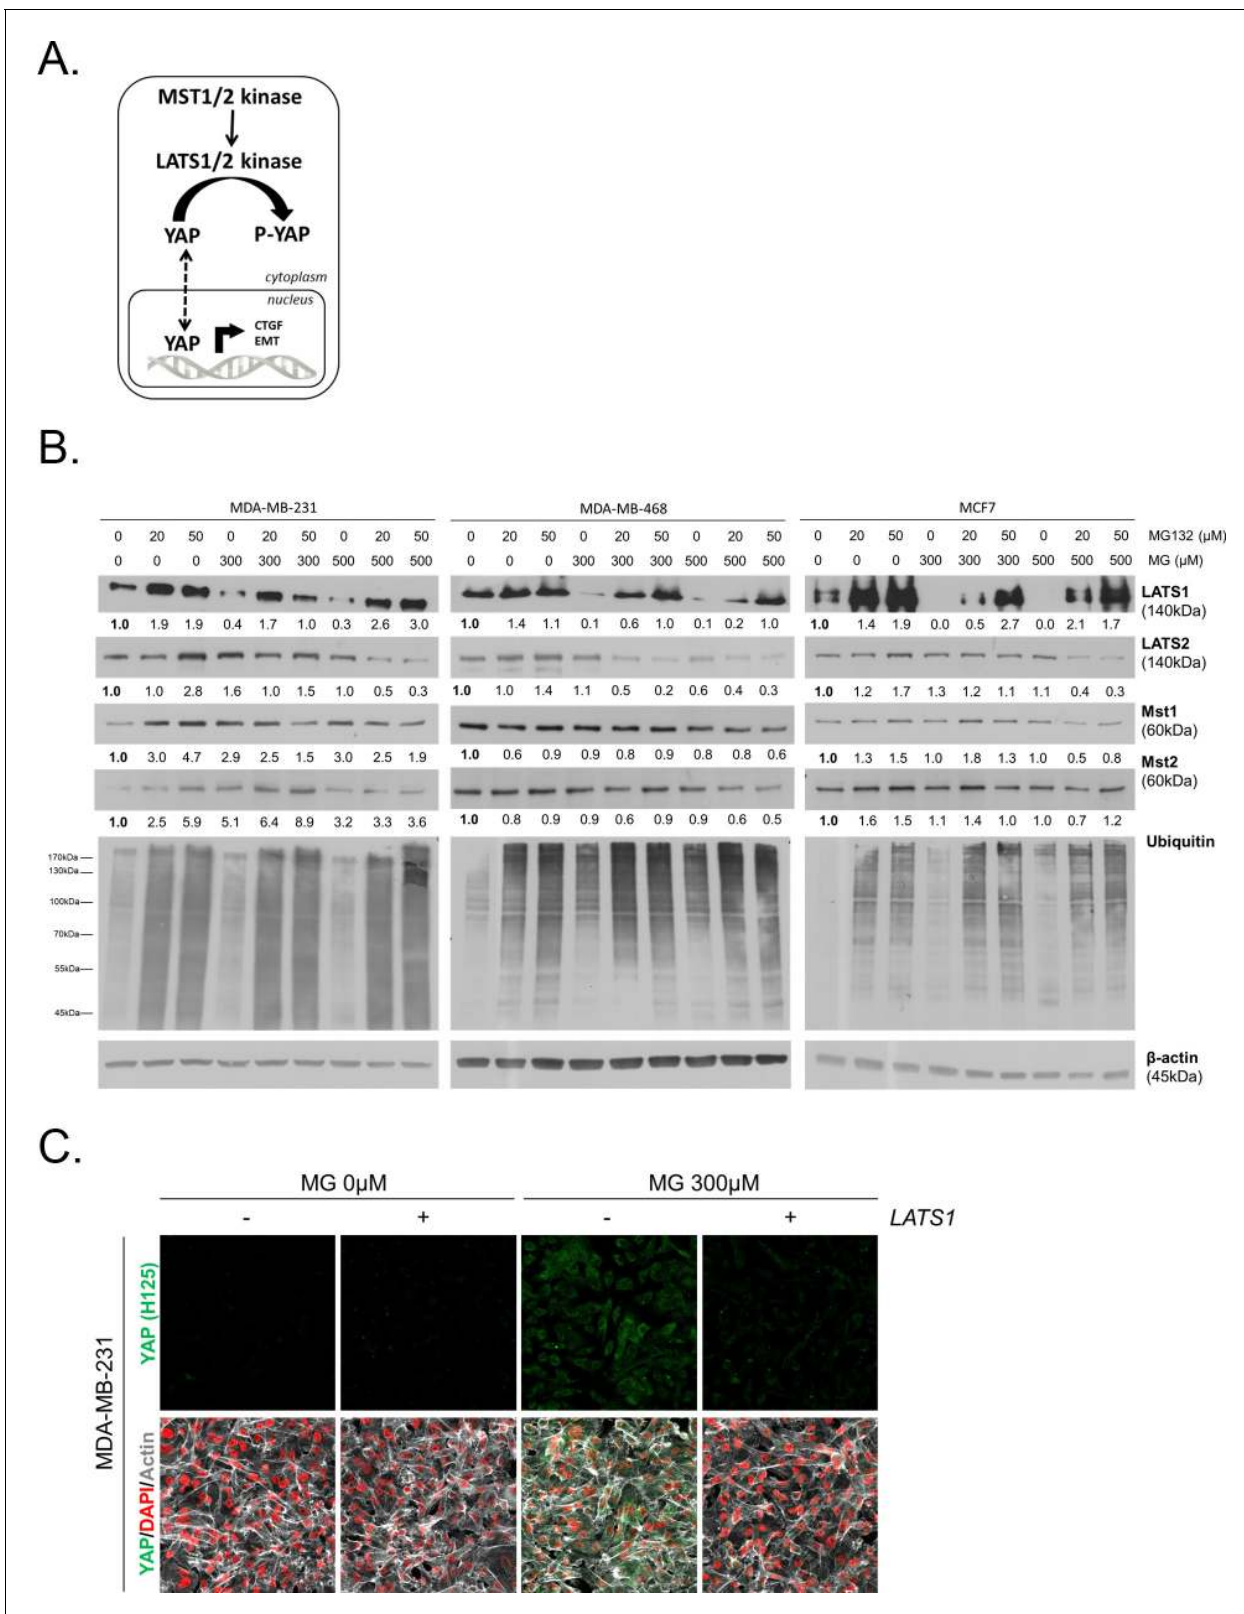 A.
MST1/2 kinase
LATS1/2 kinase
YAP P-YAP
cytoplasm
nucleus
YAP
CTGF
EMT
B.
MDA-MB-231 MDA-MB-468 MCF7
0 20 50 0 20 50 0 20 50 0 20 50 0 20 50 0 20 50 0 20 50 0 20 50 0 20 50 MG132 (µM)
0 0 0 300 300 300 500 500 500 0 0 0 300 300 300 500 500 500 0 0 0 300 300 300 500 500 500 MG (µM)
LATS1
(140kDa)
1.0 1.9 1.9 0.4 1.7 1.0 0.3 2.6 3.0 1.0 1.4 1.1 0.1 0.6 1.0 0.1 0.2 1.0 1.0 1.4 1.9 0.0 0.5 2.7 0.0 2.1 1.7
LATS2
(140kDa)
1.0 1.0 2.8 1.6 1.0 1.5 1.0 0.5 0.3 1.0 1.0 1.4 1.1 0.5 0.2 0.6 0.4 0.3 1.0 1.2 1.7 1.3 1.2 1.1 1.1 0.4 0.3
Mst1
(60kDa)
1.0 3.0 4.7 2.9 2.5 1.5 3.0 2.5 1.9 1.0 0.6 0.9 0.9 0.8 0.9 0.8 0.8 0.6 1.0 1.3 1.5 1.0 1.8 1.3 1.0 0.5 0.8
Mst2
(60kDa)
1.0 2.5 5.9 5.1 6.4 8.9 3.2 3.3 3.6 1.0 0.8 0.9 0.9 0.6 0.9 0.9 0.6 0.5 1.0 1.6 1.5 1.1 1.4 1.0 1.0 0.7 1.2
Ubiquitin
170kDa
130kDa
100kDa
70kDa
55kDa
45kDa
β-actin
(45kDa)
C.
MG 0µM MG 300µM
- + - + LATS1
MDA-MB-231
YAP (H125)
YAP/DAPI/Actin